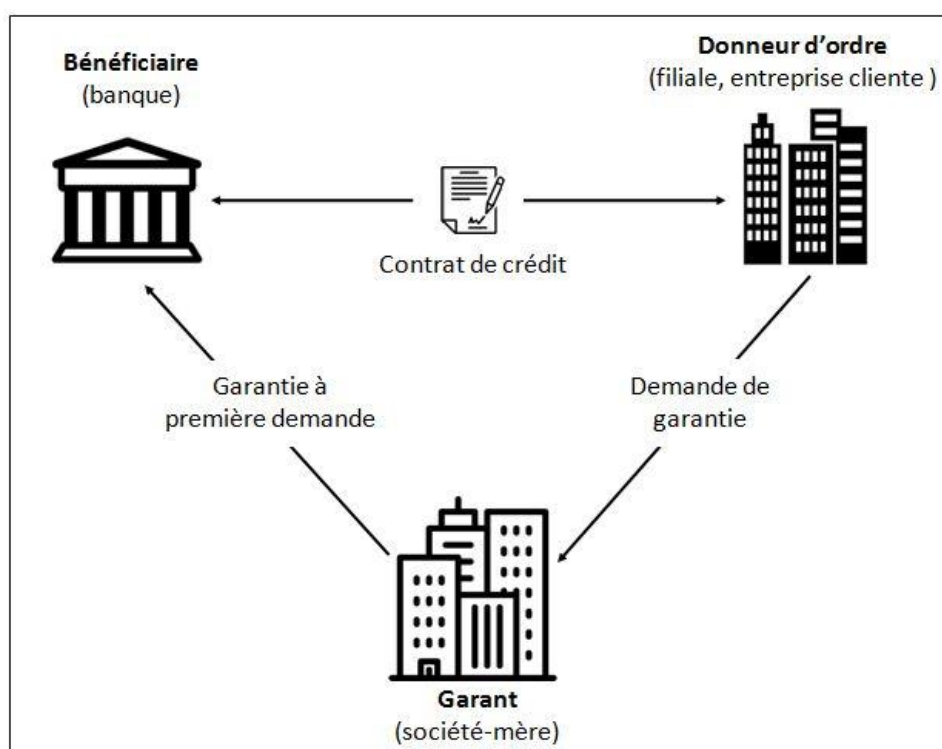 Bénéficiaire
(banque)
Donneur d’ordre
(filiale, entreprise cliente )
Contrat de crédit
Garantie à
première demande
Demande de
garantie
Garant
(société-mère)